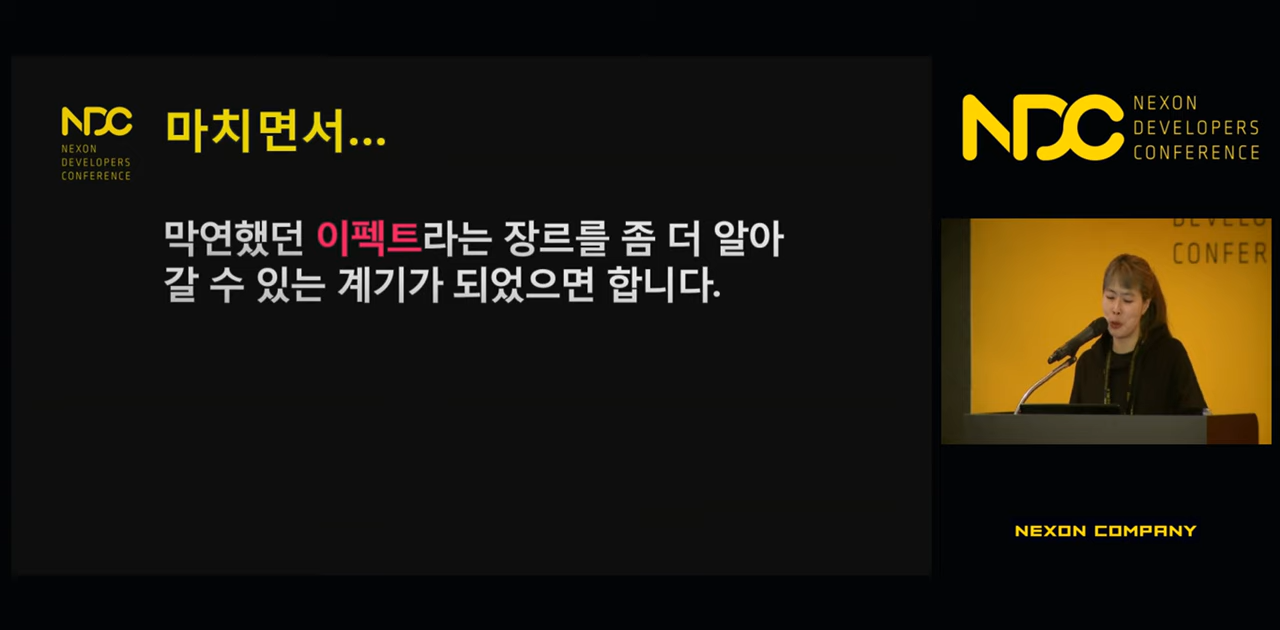 NDC
NEXON
DEVELOPERS
CONFERENCE
마치면서...
막연했던 이펙트라는 장르를 좀 더 알아
갈 수 있는 계기가 되었으면 합니다.
NDC
NEXON
DEVELOPERS
CONFERENCE
CONFER
NEXON COMPANY